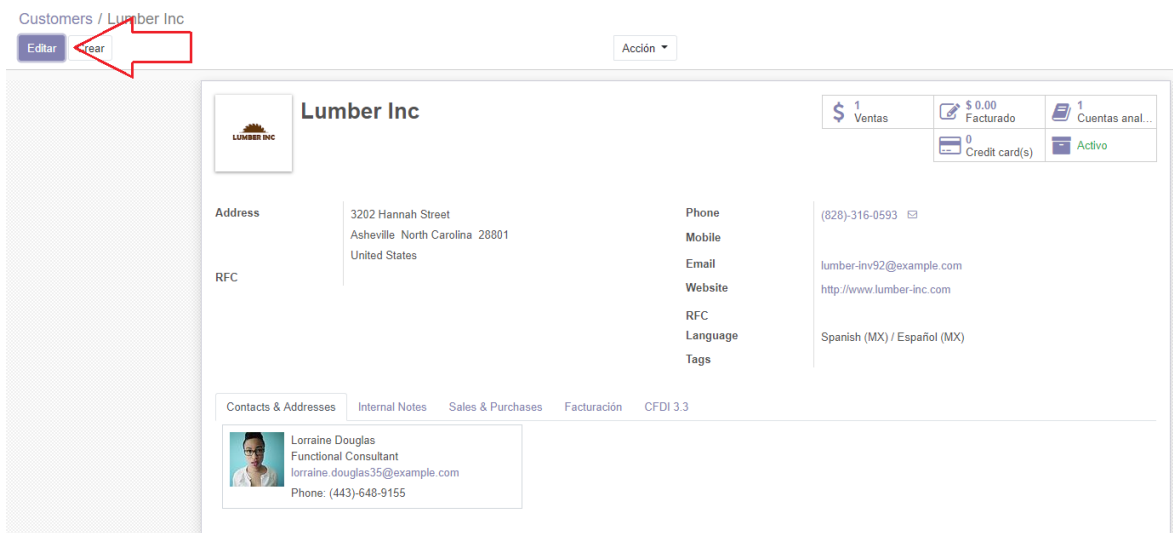 Customers / Lumber Inc
Editar Crear Acción
LUMBER INC
Lumber Inc
$ 1 Ventas
$ 0.00 Facturado
1 Cuentas anal...
0 Credit card(s)
Activo
Address 3202 Hannah Street
Asheville North Carolina 28801
United States
RFC
Phone (828)-316-0593
Mobile
Email lumber-inv92@example.com
Website http://www.lumber-inc.com
RFC
Language Spanish (MX) / Español (MX)
Tags
Contacts & Addresses Internal Notes Sales & Purchases Facturación CFDI 3.3
Lorraine Douglas
Functional Consultant
lorraine.douglas35@example.com
Phone: (443)-648-9155